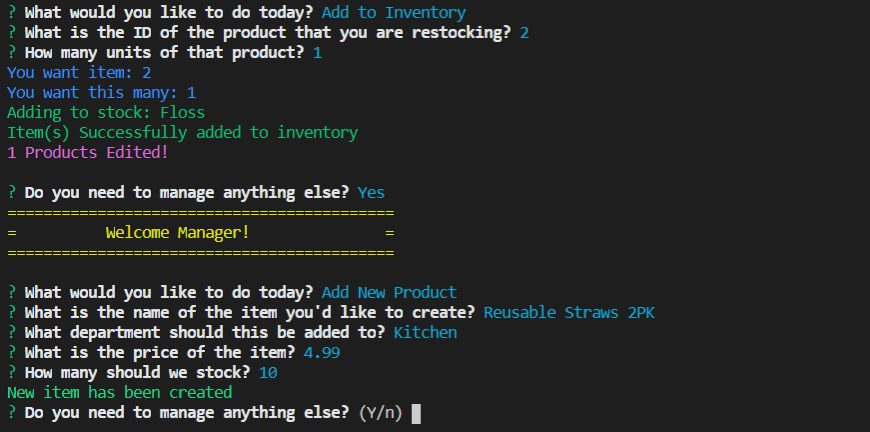 ? What would you like to do today? Add to Inventory
? What is the ID of the product that you are restocking? 2
? How many units of that product? 1
You want item: 2
You want this many: 1
Adding to stock: Floss
Item(s) Successfully added to inventory
1 Products Edited!
? Do you need to manage anything else? Yes
===========================================
=          Welcome Manager!               =
===========================================
? What would you like to do today? Add New Product
? What is the name of the item you'd like to create? Reusable Straws 2PK
? What department should this be added to? Kitchen
? What is the price of the item? 4.99
? How many should we stock? 10
New item has been created
? Do you need to manage anything else? (Y/n)